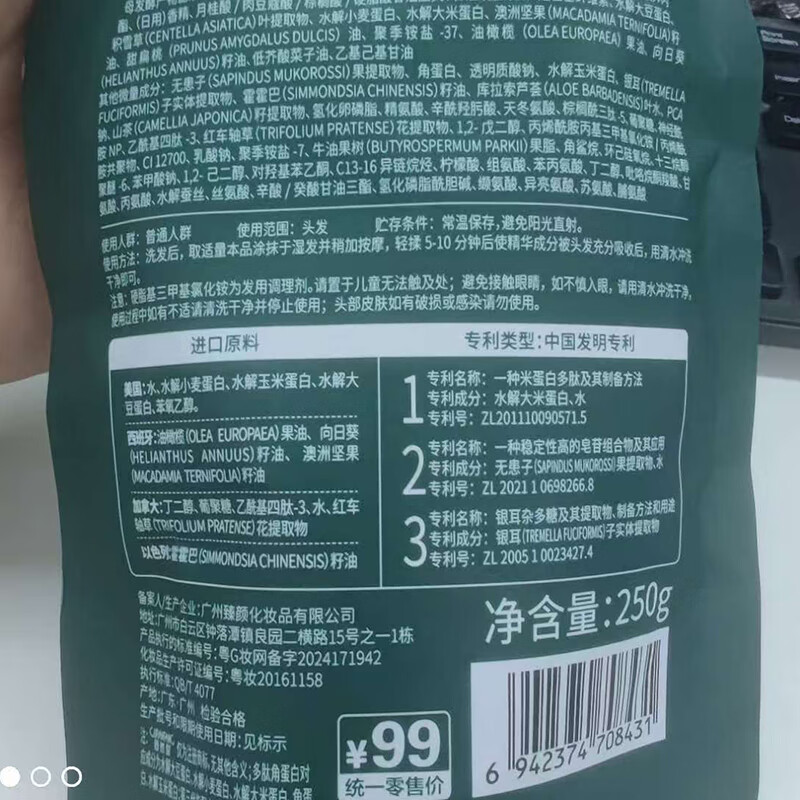 酯、(日用)香精、月桂酸/肉豆蔻酸/棕榈酸
积雪草(CENTELLA ASIATICA)叶提取物、水解小麦蛋白、水解大米蛋白、澳洲坚果(MACADAMIA TERNIFOLIA)籽
油、甜扁桃(PRUNUS AMYGDALUS DULCIS)油、聚季铵盐-37、油橄榄(OLEA EUROPAEA)果油、向日葵
(HELIANTHUS ANNUUS)籽油、低芥酸菜子油、乙基己基甘油
其他微量成分:无患子(SAPINDUS MUKOROSSI)果提取物、角蛋白、透明质酸钠、水解玉米蛋白、银耳(TREMELLA
FUCIFORMIS)子实体提取物、霍霍巴(SIMMONDSIA CHINENSIS)籽油、库拉索芦荟(ALOE BARBADENSIS)叶水、PCA
钠、山茶(CAMELLIA JAPONICA)籽提取物、氢化卵磷脂、精氨酸、辛酰羟肟酸、天冬氨酸、棕榈酰三肽-5、葡聚糖、神经酰
胺NP、乙酰基四肽-3、红车轴草(TRIFOLIUM PRATENSE)花提取物、1,2-戊二醇、丙烯酰胺丙基三甲基氯化铵/丙烯酰
胺共聚物、CI 12700、乳酸钠、聚季铵盐-7、牛油果树(BUTYROSPERMUM PARKII)果脂、角鲨烷、环己硅氧烷、十三烷醇
聚醚-6、苯甲酸钠、1,2-己二醇、对羟基苯乙酮、C13-16 异链烷烃、柠檬酸、组氨酸、苯丙氨酸、丁二醇、吡咯烷酮羧酸、甘
氨酸、丙氨酸、水解蚕丝、丝氨酸、辛酸/癸酸甘油三酯、氢化磷脂酰胆碱、缬氨酸、异亮氨酸、苏氨酸、脯氨酸
使用人群:普通人群 使用范围:头发 贮存条件:常温保存,避免阳光直射。
使用方法:洗发后,取适量本品涂抹于湿发并稍加按摩,轻揉 5-10 分钟后使精华成分被头发充分吸收后,用清水冲洗
干净即可。
注意:硬脂基三甲基氯化铵为发用调理剂。请置于儿童无法触及处;避免接触眼睛,如不慎入眼,请用清水冲洗干净,
使用过程中如有不适请清洗干净并停止使用;头部皮肤如有破损或感染请勿使用。
进口原料
美国:水、水解小麦蛋白、水解玉米蛋白、水解大
豆蛋白、苯氧乙醇。
西班牙:油橄榄(OLEA EUROPAEA)果油、向日葵
(HELIANTHUS ANNUUS)籽油、澳洲坚果
(MACADAMIA TERNIFOLIA)籽油
加拿大:丁二醇、葡聚糖、乙酰基四肽-3、水、红车
轴草(TRIFOLIUM PRATENSE)花提取物
以色列:霍霍巴(SIMMONDSIA CHINENSIS)籽油
专利类型:中国发明专利
1
专利名称:一种米蛋白多肽及其制备方法
专利成分:水解大米蛋白、水
专利号:ZL201110090571.5
2
专利名称:一种稳定性高的皂苷组合物及其应用
专利成分:无患子(SAPINDUS MUKOROSSI)果提取物、水
专利号:ZL 2021 1 0698266.8
3
专利名称:银耳杂多糖及其提取物、制备方法和用途
专利成分:银耳(TREMELLA FUCIFORMIS)子实体提取物
专利号:ZL 2005 1 0023427.4
备案人/生产企业:广州臻颜化妆品有限公司
地址:广州市白云区钟落潭镇良园二横路15号之一1栋
产品执行的标准编号:粤G妆网备字2024171942
化妆品生产许可证编号:粤妆20161158
执行标准:QB/T 4077
产地:广东·广州 检验合格
生产批号和限期使用日期:见标示
仅为注册商标,无其他含义;多肽角蛋白对
净含量:250g
¥99
统一零售价
6 942374 708431